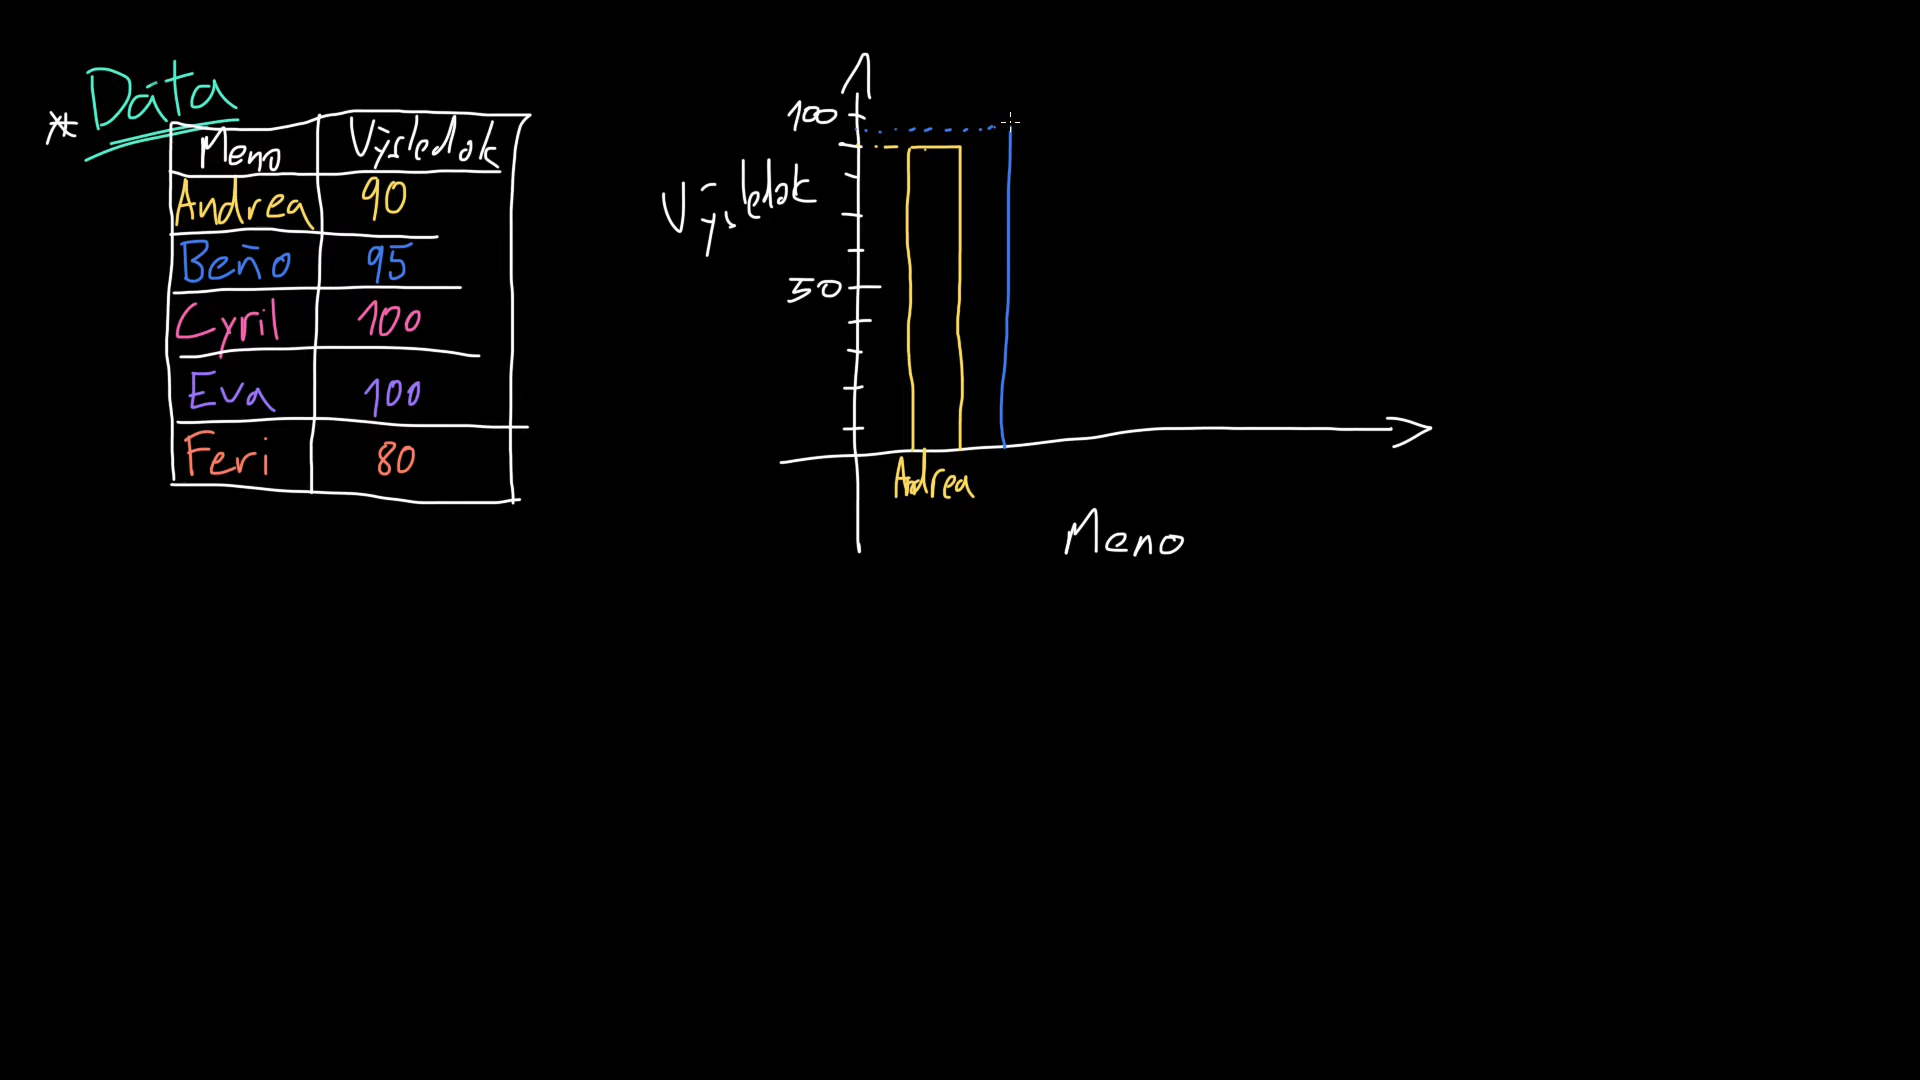 * Dáta
Meno Výsledok
Andrea 90
Beňo 95
Cyril 100
Eva 100
Feri 80
100
Výsledok
50
Andrea
Meno